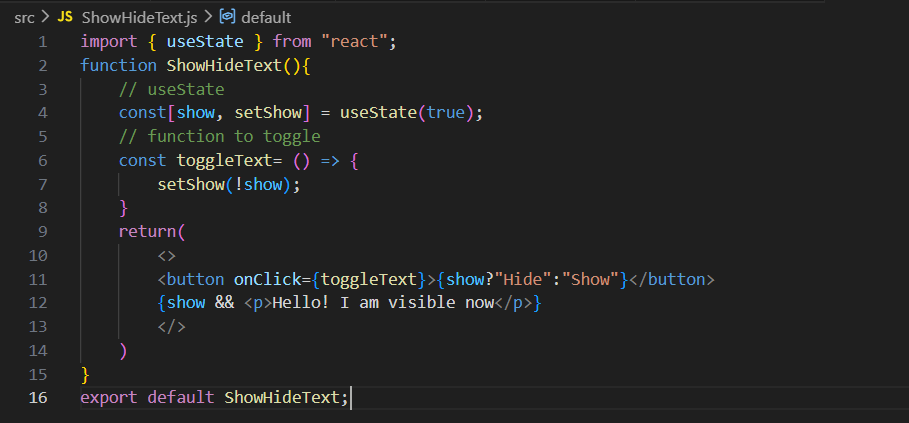 src > JS ShowHideText.js > default
1 import { useState } from "react";
2 function ShowHideText(){
3     // useState
4     const[show, setShow] = useState(true);
5     // function to toggle
6     const toggleText= () => {
7         setShow(!show);
8     }
9     return(
10         <>
11         <button onClick={toggleText}>{show?"Hide":"Show"}</button>
12         {show && <p>Hello! I am visible now</p>}
13         </>
14     )
15 }
16 export default ShowHideText;